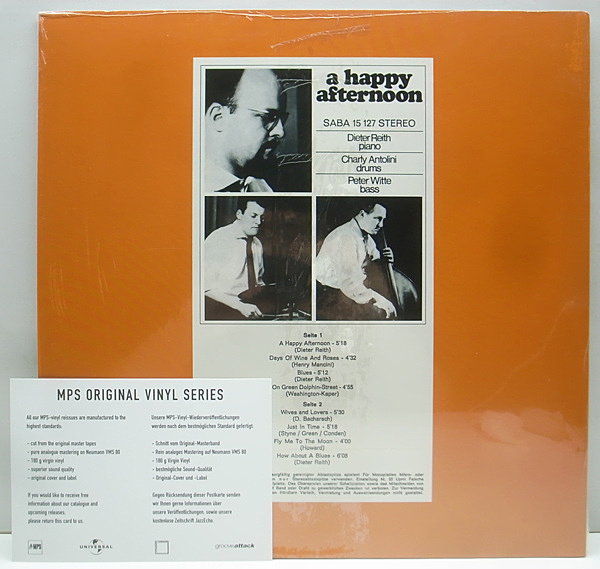 a happy
afternoon
SABA 15 127 STEREO
Dieter Reith
piano
Charly Antolini
drums
Peter Witte
bass
Seite 1
A Happy Afternoon - 5'18
(Dieter Reith)
Days Of Wine And Roses - 4'32
(Henry Mancini)
Blues - 5'12
(Dieter Reith)
On Green Dolphin-Street - 4'55
(Washington-Kaper)
Seite 2
Wives and Lovers - 5'30
(D. Bacharach)
Just In Time - 5'18
(Styne / Green / Conden)
Fly Me To The Moon - 4'00
(Howard)
How About A Blues - 6'08
(Dieter Reith)
MPS ORIGINAL VINYL SERIES
All our MPS-vinyl reissues are manufactured to the
highest standards:
- cut from the original master tapes
- pure analogue mastering on Neumann VMS 80
- 180 g virgin vinyl
- superior sound quality
- original cover and label
If you would like to receive free
information about our catalogue and
upcoming releases,
please return this card to us.
Unsere MPS-Vinyl-Wiederveröffentlichungen
werden nach dem bestmöglichen Standard gefertigt:
- Schnitt vom Original-Masterband
- Rein analoges Mastering auf Neumann VMS 80
- 180 g virgin vinyl
- bestmögliche Sound-Qualität
- Original-Cover und -Label
Gegen Rücksendung dieser Postkarte senden
wir Ihnen gerne Informationen über
unsere Veröffentlichungen, sowie unsere
kostenlose Zeitschrift JazzEcho.
MPS
UNIVERSAL
grooveattack